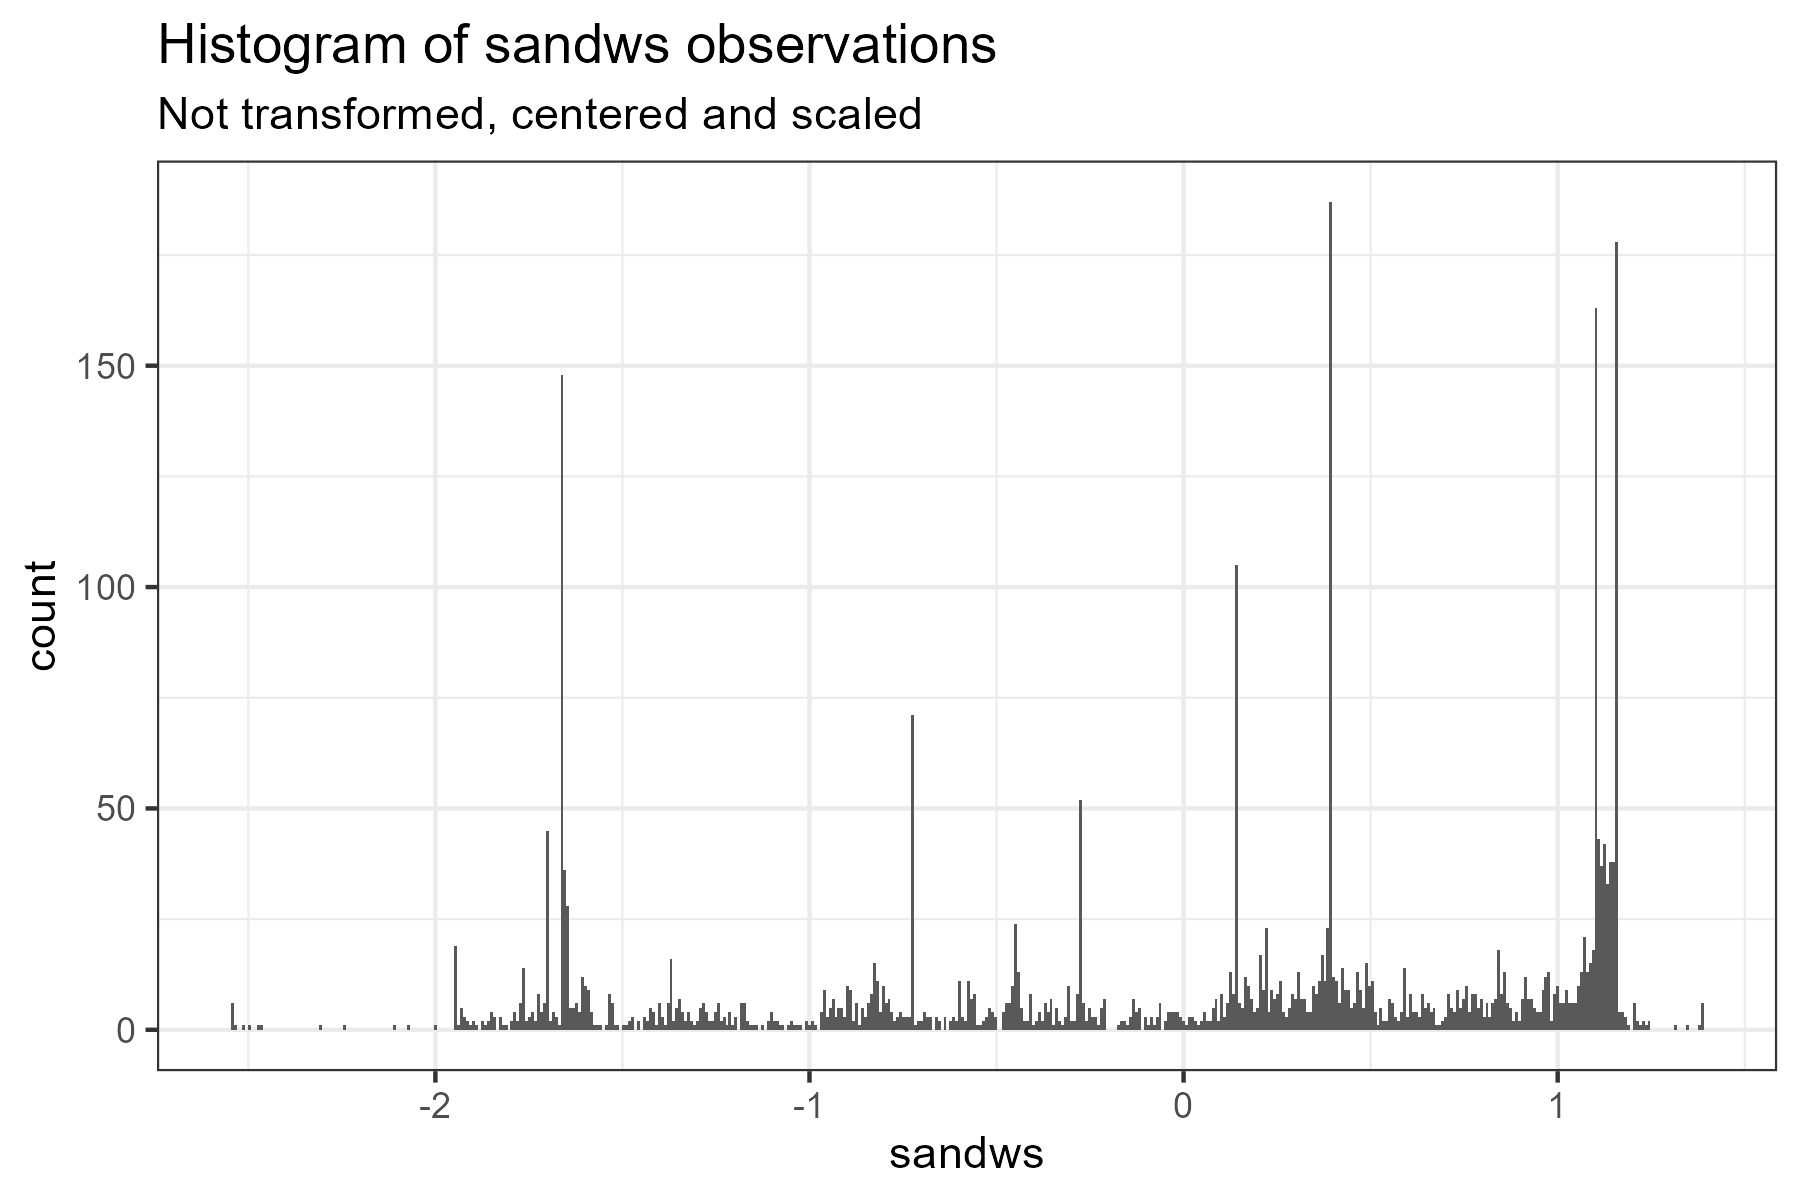 Histogram of sandws observations
Not transformed, centered and scaled
count
150
100
50
0
-2
-1
0
1
sandws